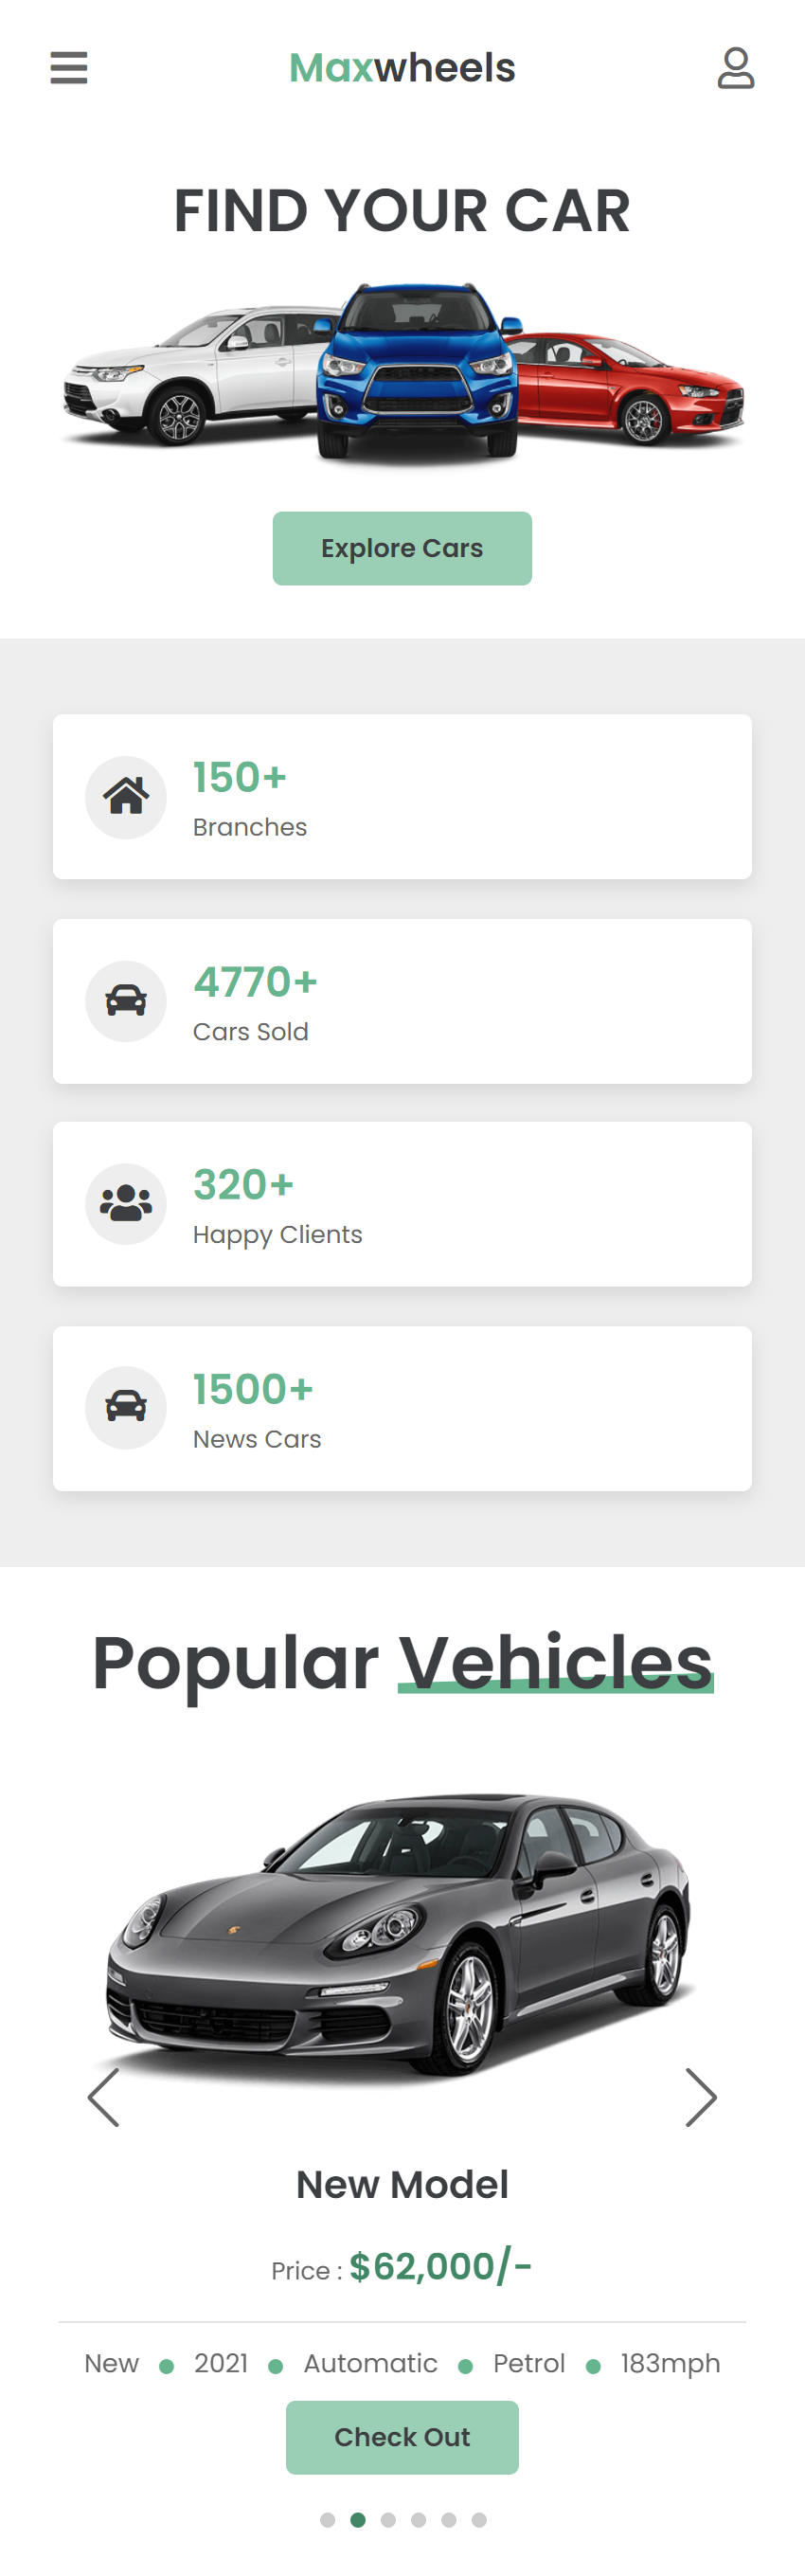 Maxwheels
FIND YOUR CAR
Explore Cars
150+
Branches
4770+
Cars Sold
320+
Happy Clients
1500+
News Cars
Popular Vehicles
New Model
Price : $62,000/-
New ● 2021 ● Automatic ● Petrol ● 183mph
Check Out